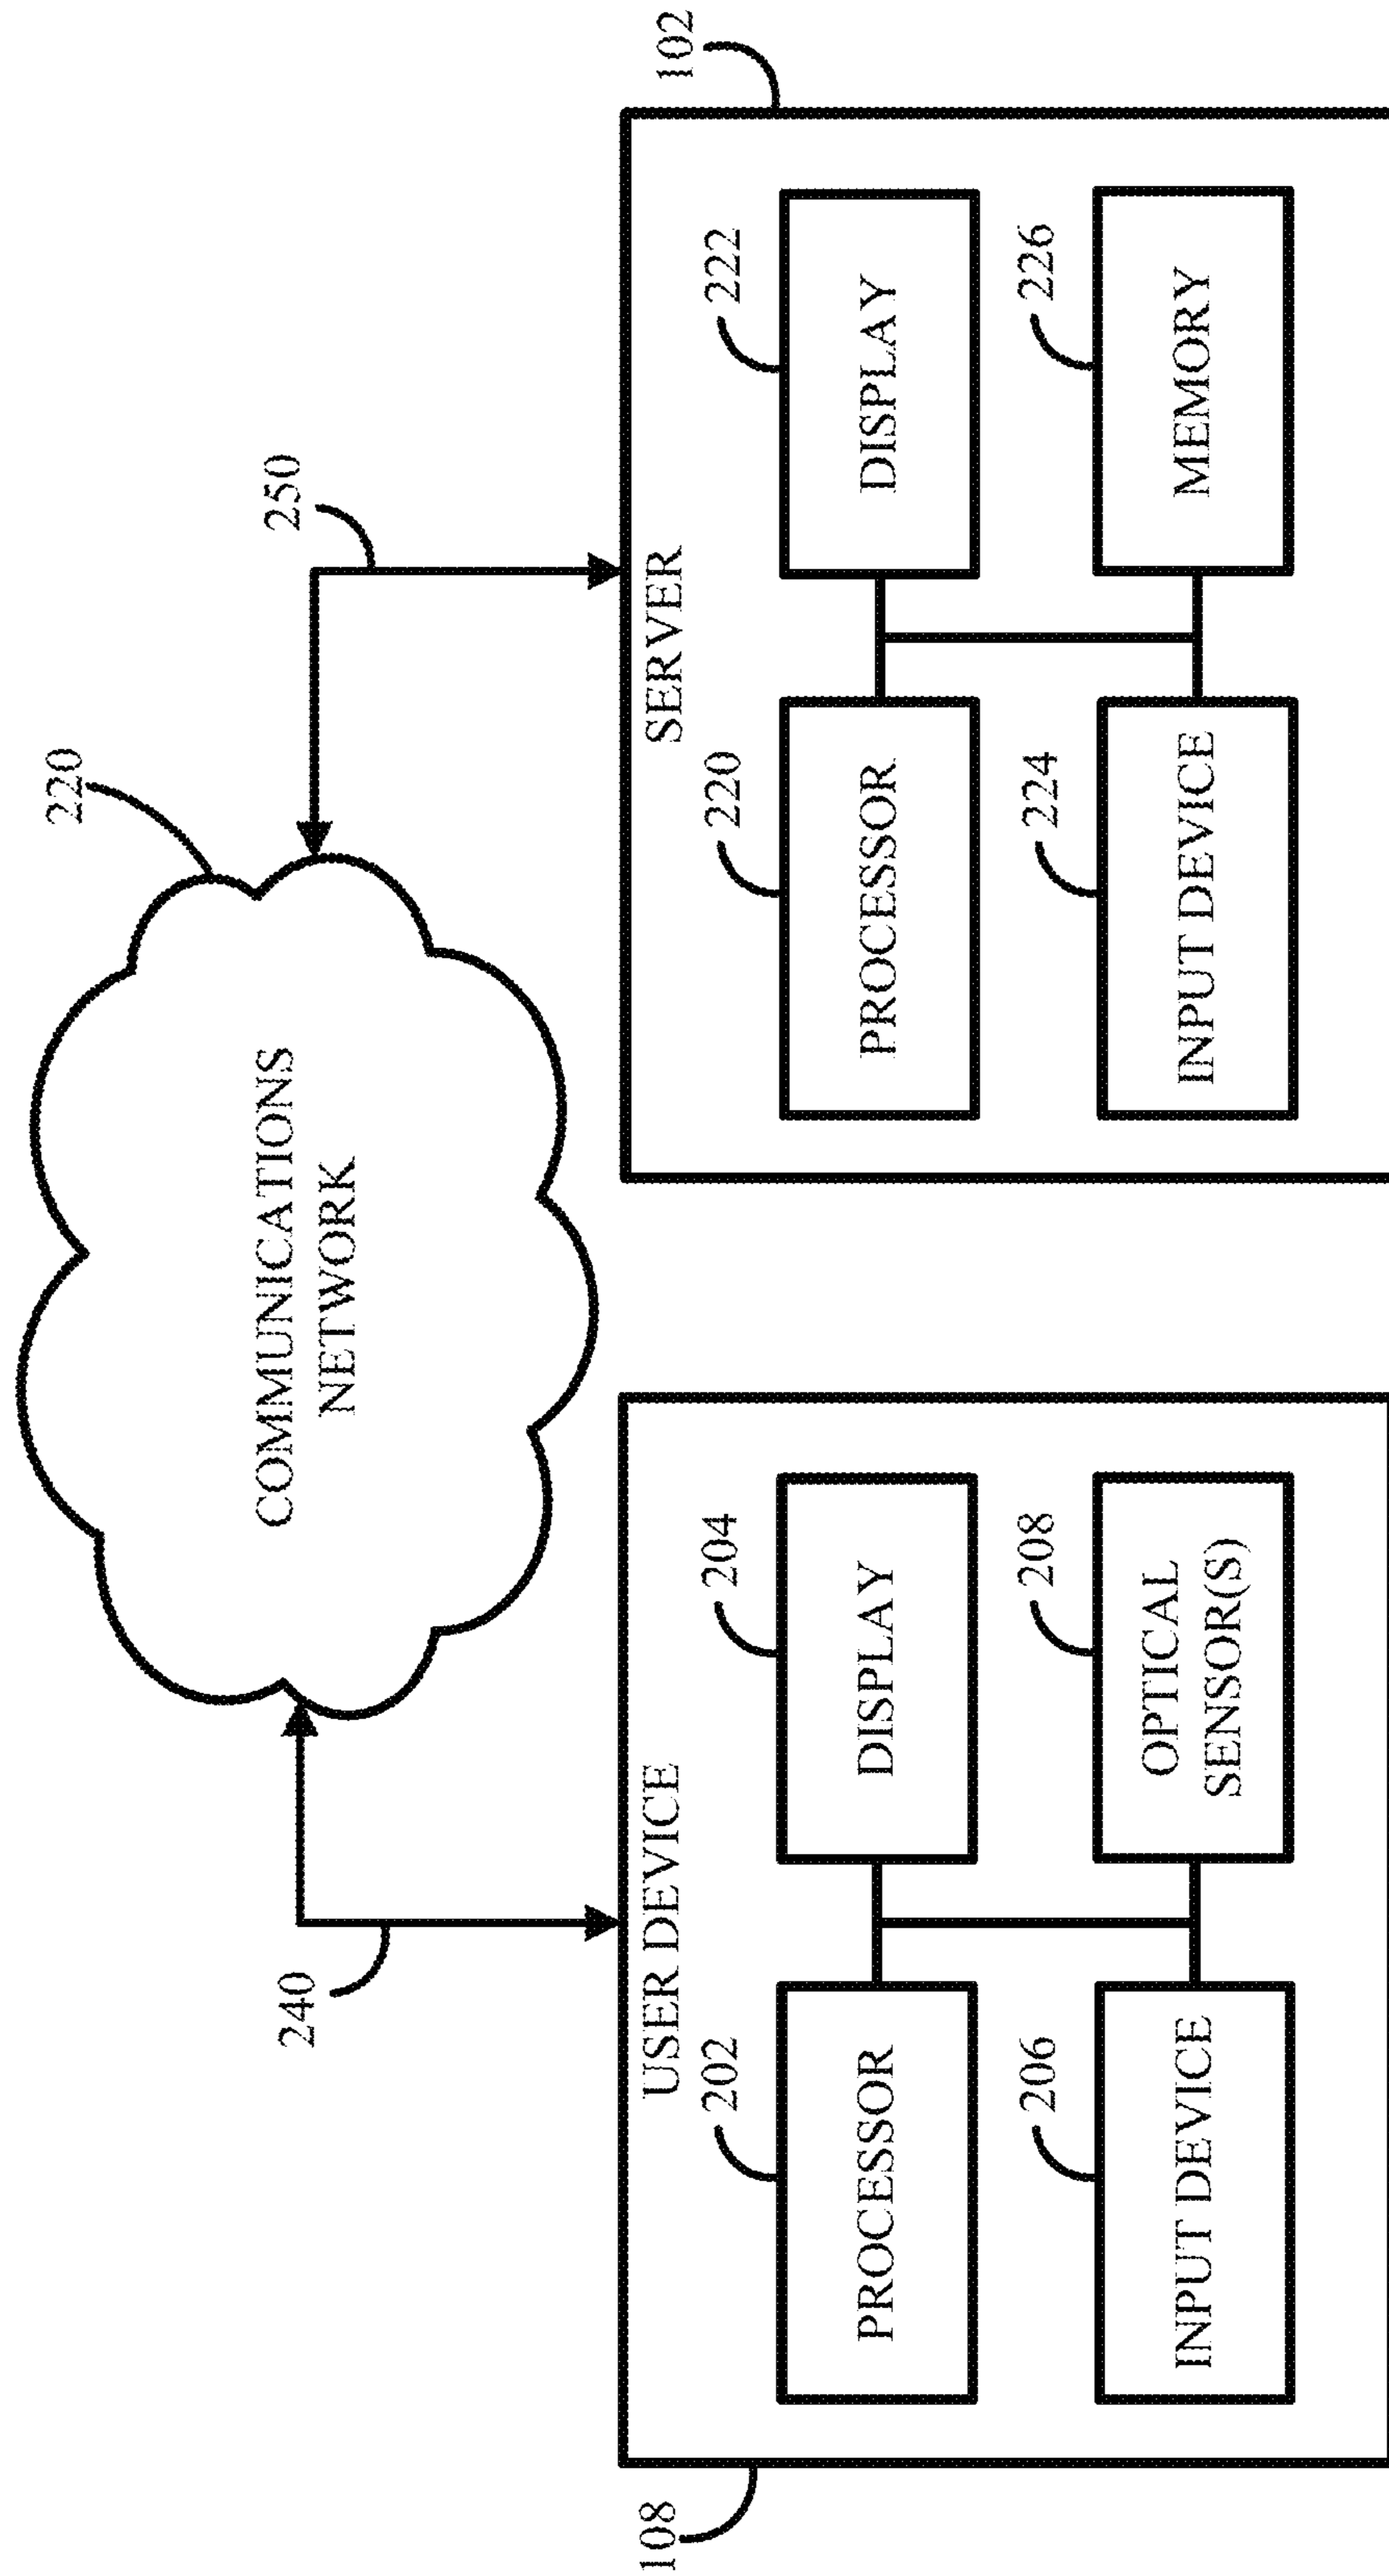 220
COMMUNICATIONS
NETWORK
240
250
108
USER DEVICE
202
PROCESSOR
204
DISPLAY
206
INPUT DEVICE
208
OPTICAL
SENSOR(S)
102
SERVER
220
PROCESSOR
222
DISPLAY
224
INPUT DEVICE
226
MEMORY